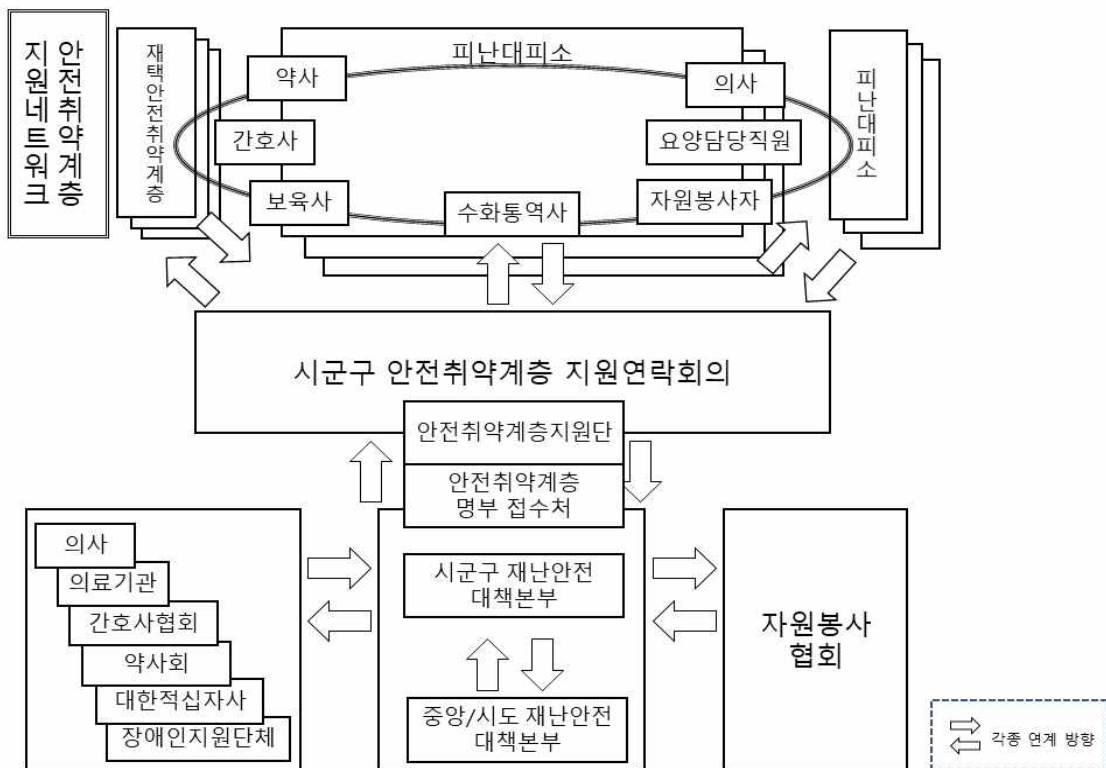 안전취약계층
지원네트워크
재택안전취약계층
피난대피소
약사
의사
간호사
요양담당직원
보육사
수화통역사
자원봉사자
피난대피소
시군구 안전취약계층 지원연락회의
안전취약계층지원단
안전취약계층
명부 접수처
의사
의료기관
간호사협회
약사회
대한적십자사
장애인지원단체
시군구 재난안전
대책본부
중앙/시도 재난안전
대책본부
자원봉사
협회
각종 연계 방향